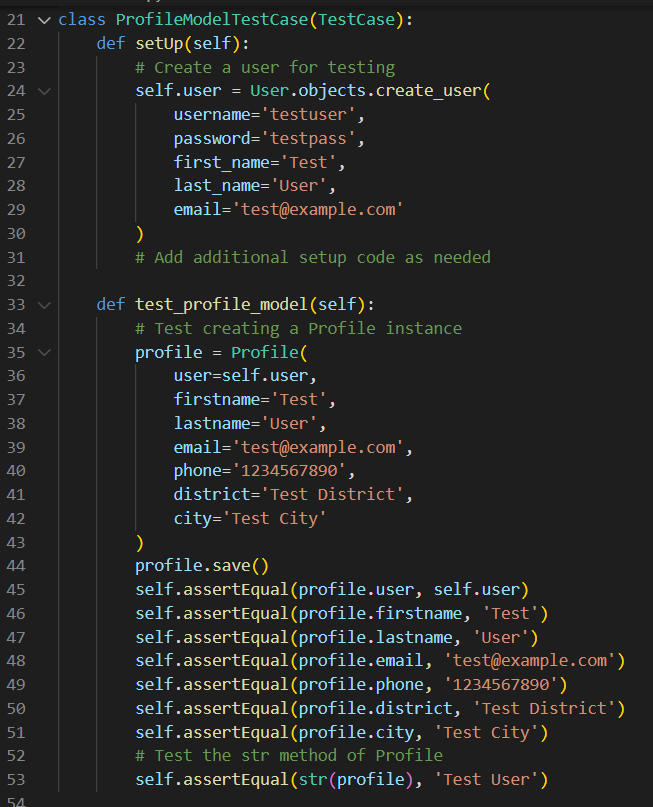 21 class ProfileModelTestCase(TestCase):
22     def setUp(self):
23         # Create a user for testing
24         self.user = User.objects.create_user(
25             username='testuser',
26             password='testpass',
27             first_name='Test',
28             last_name='User',
29             email='test@example.com'
30         )
31         # Add additional setup code as needed
32
33     def test_profile_model(self):
34         # Test creating a Profile instance
35         profile = Profile(
36             user=self.user,
37             firstname='Test',
38             lastname='User',
39             email='test@example.com',
40             phone='1234567890',
41             district='Test District',
42             city='Test City'
43         )
44         profile.save()
45         self.assertEqual(profile.user, self.user)
46         self.assertEqual(profile.firstname, 'Test')
47         self.assertEqual(profile.lastname, 'User')
48         self.assertEqual(profile.email, 'test@example.com')
49         self.assertEqual(profile.phone, '1234567890')
50         self.assertEqual(profile.district, 'Test District')
51         self.assertEqual(profile.city, 'Test City')
52         # Test the str method of Profile
53         self.assertEqual(str(profile), 'Test User')
54